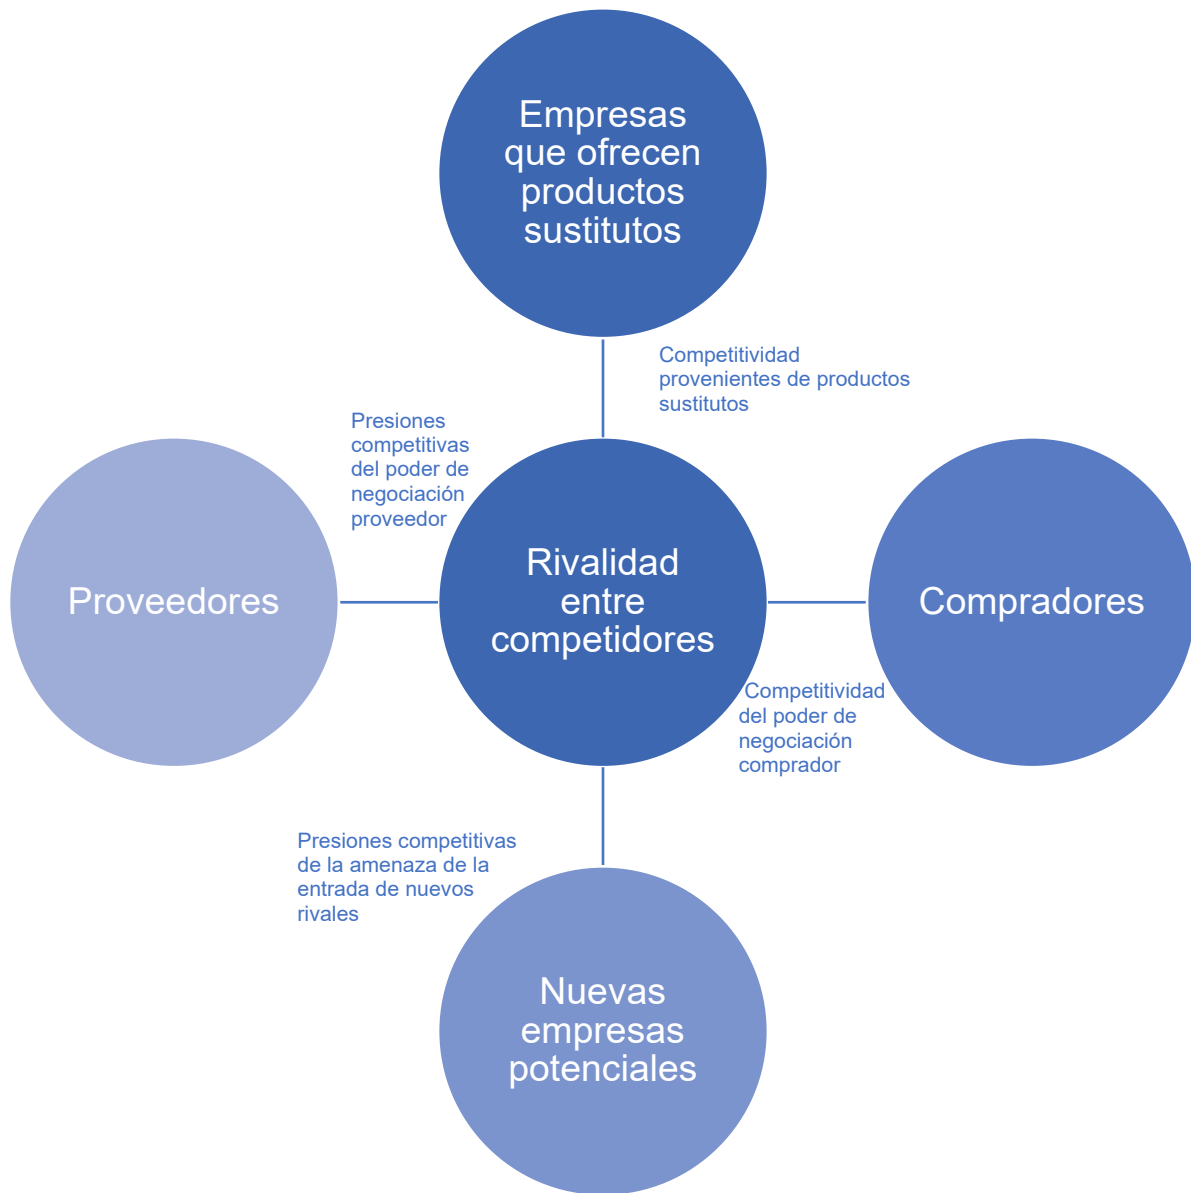 Empresas
que ofrecen
productos
sustitutos
Competitividad
provenientes de productos
sustitutos
Presiones
competitivas
del poder de
negociación
proveedor
Proveedores
Rivalidad
entre
competidores
Compradores
Competitividad
del poder de
negociación
comprador
Presiones competitivas
de la amenaza de la
entrada de nuevos
rivales
Nuevas
empresas
potenciales